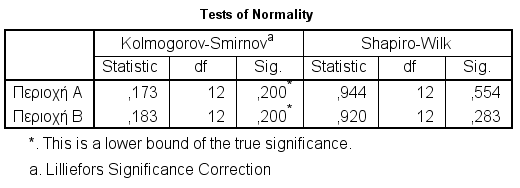 Tests of Normality
Kolmogorov-Smirnovᵃ Shapiro-Wilk
Statistic df Sig. Statistic df Sig.
Περιοχή Α ,173 12 ,200* ,944 12 ,554
Περιοχή Β ,183 12 ,200* ,920 12 ,283
*. This is a lower bound of the true significance.
a. Lilliefors Significance Correction